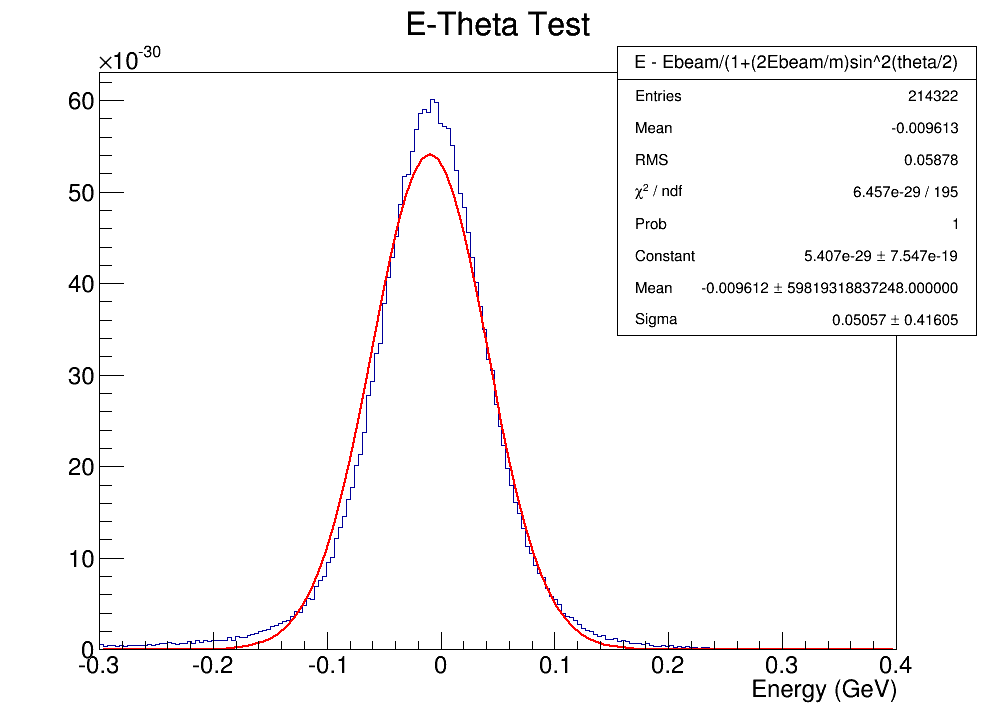 E-Theta Test
×10-30
E - Ebeam/(1+(2Ebeam/m)sin^2(theta/2)
Entries 214322
Mean -0.009613
RMS 0.05878
χ² / ndf 6.457e-29 / 195
Prob 1
Constant 5.407e-29 ± 7.547e-19
Mean -0.009612 ± 59819318837248.000000
Sigma 0.05057 ± 0.41605
60
50
40
30
20
10
0
-0.3 -0.2 -0.1 0 0.1 0.2 0.3 0.4
Energy (GeV)